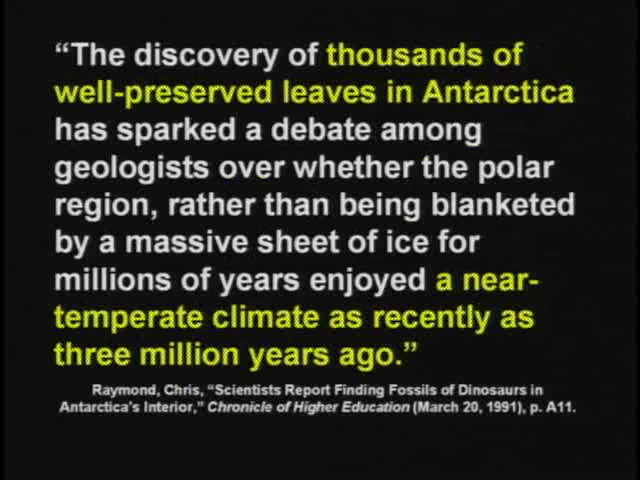 “The discovery of thousands of
well-preserved leaves in Antarctica
has sparked a debate among
geologists over whether the polar
region, rather than being blanketed
by a massive sheet of ice for
millions of years enjoyed a near-
temperate climate as recently as
three million years ago.”
Raymond, Chris, “Scientists Report Finding Fossils of Dinosaurs in
Antarctica’s Interior,” Chronicle of Higher Education (March 20, 1991), p. A11.